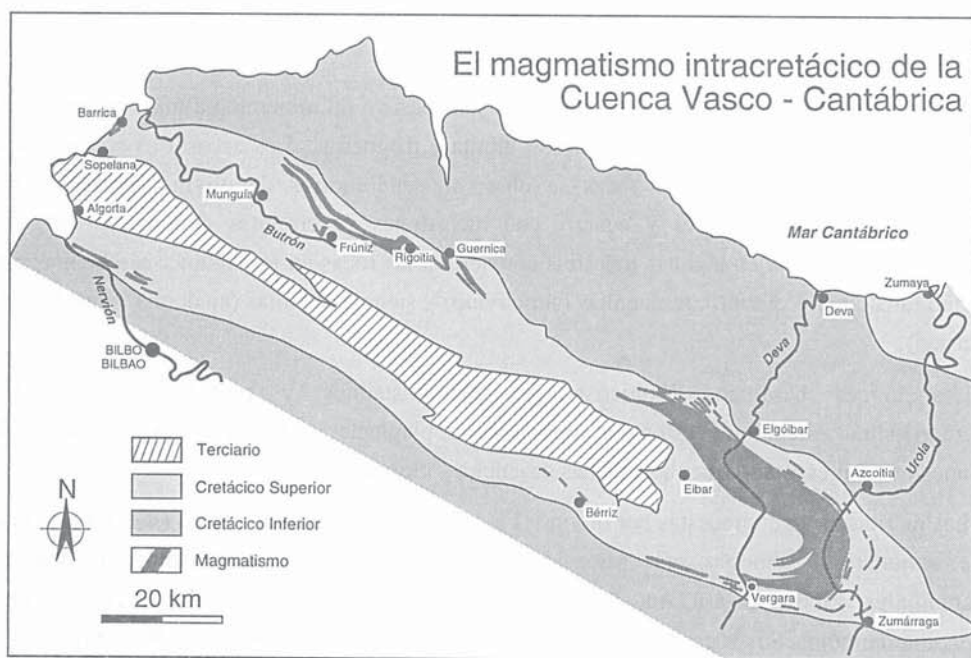 El magmatismo intracretácico de la
Cuenca Vasco - Cantábrica
Barrica
Sopelana
Algorta
Munguía
Butrón
Frúniz
Rigoitia
Guernica
Mar Cantábrico
Zumaya
Deva
Deva
Nervión
BILBO
BILBAO
Elgóibar
Urola
Azcoitia
Eibar
Bérriz
Vergara
Zumárraga
Terciario
Cretácico Superior
Cretácico Inferior
Magmatismo
N
20 km